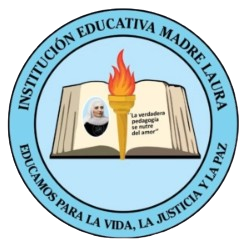 INSTITUCIÓN EDUCATIVA MADRE LAURA
"La verdadera
pedagogía
se nutre
del amor"
EDUCAMOS PARA LA VIDA, LA JUSTICIA Y LA PAZ